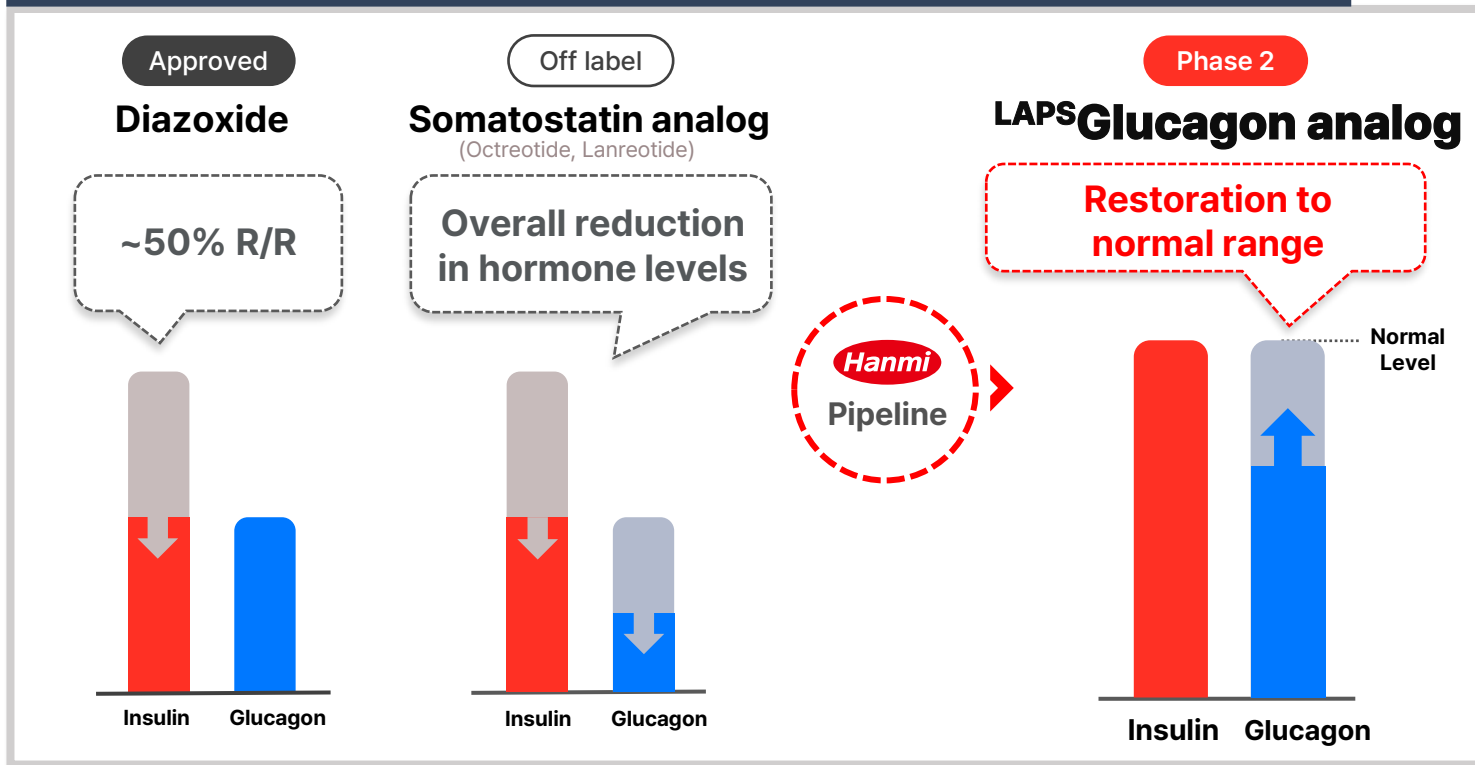 Approved
Diazoxide
~50% R/R
Insulin
Glucagon
Off label
Somatostatin analog
(Octreotide, Lanreotide)
Overall reduction
in hormone levels
Insulin
Glucagon
Hanmi
Pipeline
Phase 2
LAPSGlucagon analog
Restoration to
normal range
Normal
Level
Insulin
Glucagon